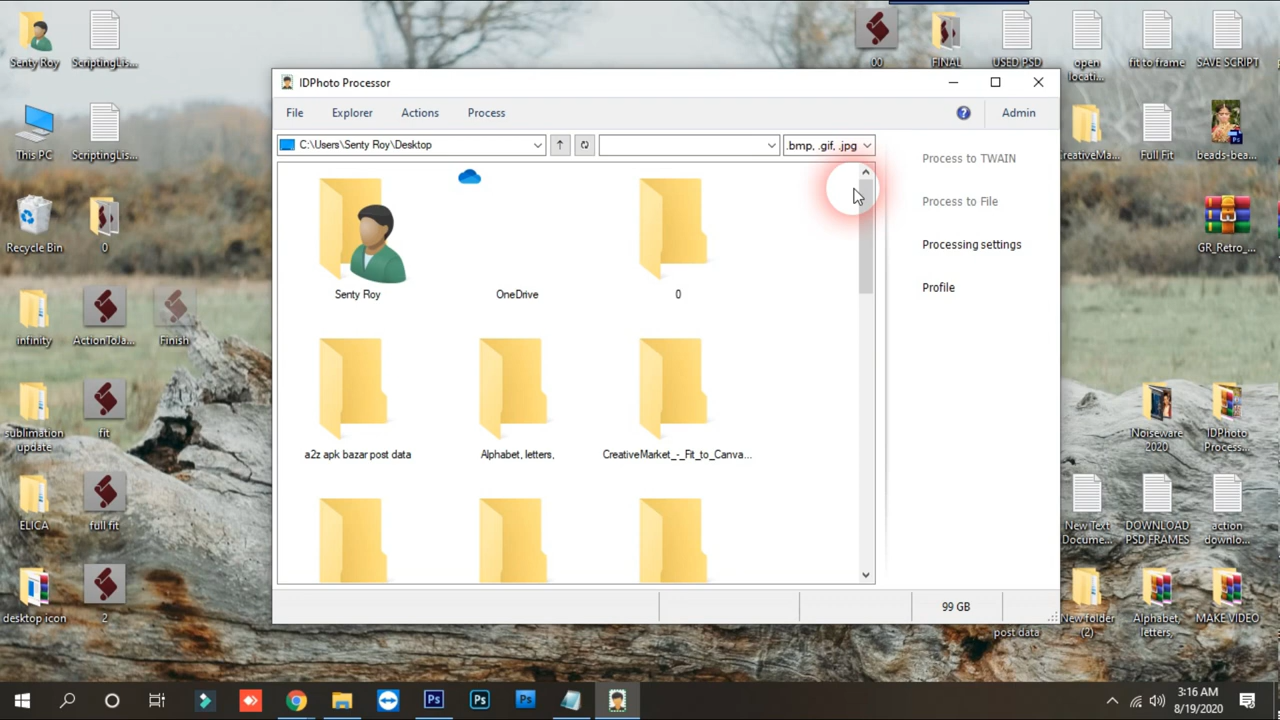 Senty Roy
ScriptingLis...
This PC
ScriptingLis...
Recycle Bin
0
infinity
ActionToJa...
Finish
sublimation
update
fit
ELICA
full fit
desktop icon
2
IDPhoto Processor
File
Explorer
Actions
Process
Admin
C:\Users\Senty Roy\Desktop
.bmp, .gif, .jpg
Senty Roy
OneDrive
0
a2z apk bazar post data
Alphabet, letters,
CreativeMarket_-_Fit_to_Canva...
Process to TWAIN
Process to File
Processing settings
Profile
99 GB
00
FINAL
USED PSD
open
locati...
fit to frame
SAVE SCRIPT
CreativeMa...
Full Fit
beads-bea...
GR_Retro_...
Noiseware
2020
IDPhoto
Process...
New Text
Docume...
DOWNLOAD
PSD FRAMES
action
downlo...
post data
New folder
(2)
Alphabet,
letters,
MAKE VIDEO
Ps
Ps
Ps
3:16 AM
8/19/2020